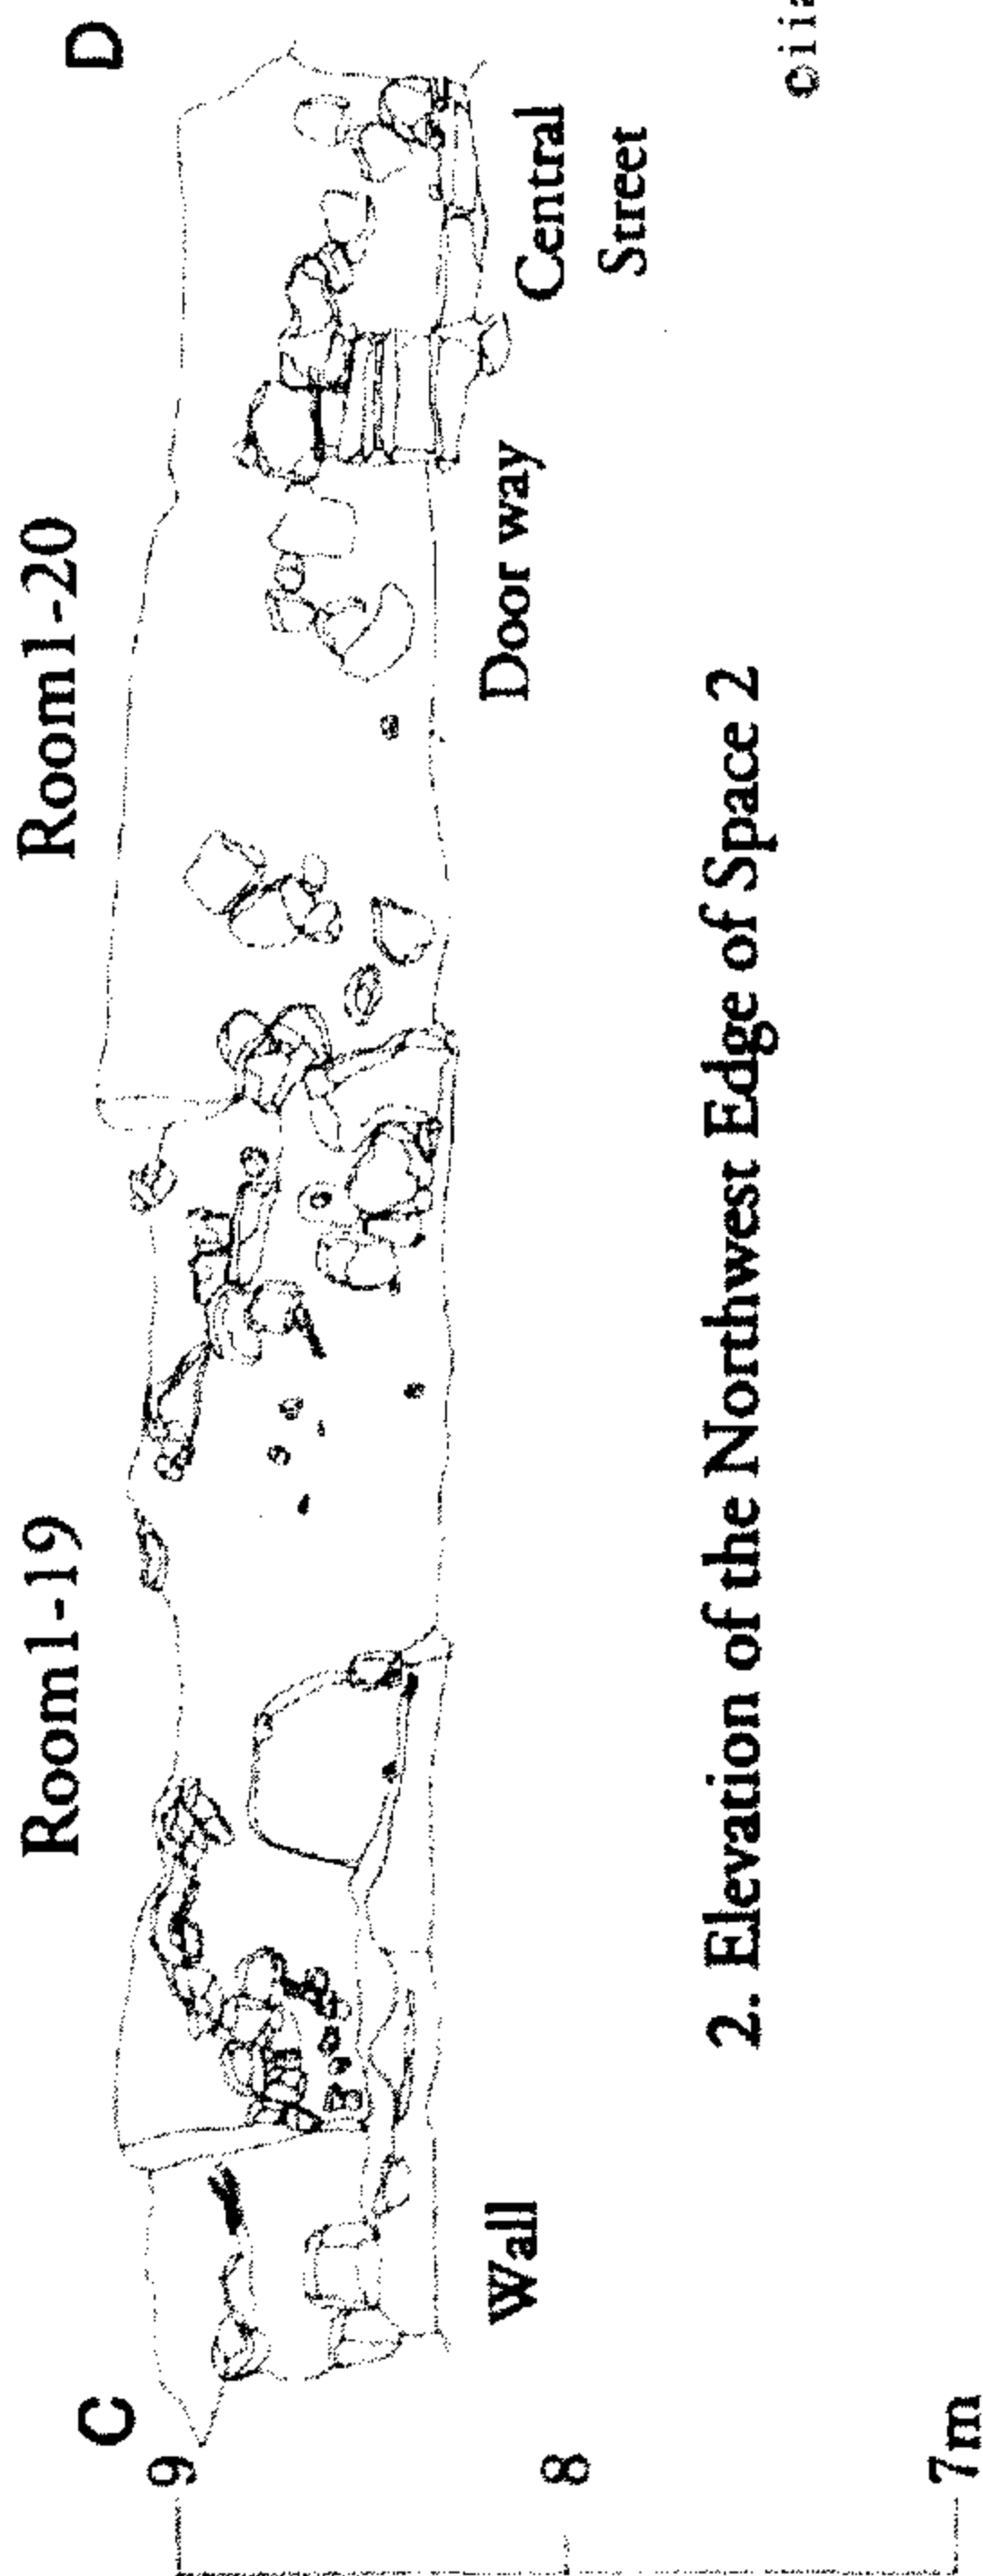 Room1-19 Room1-20
C D
9
8
7m
Wall Door way Central
Street
2. Elevation of the Northwest Edge of Space 2